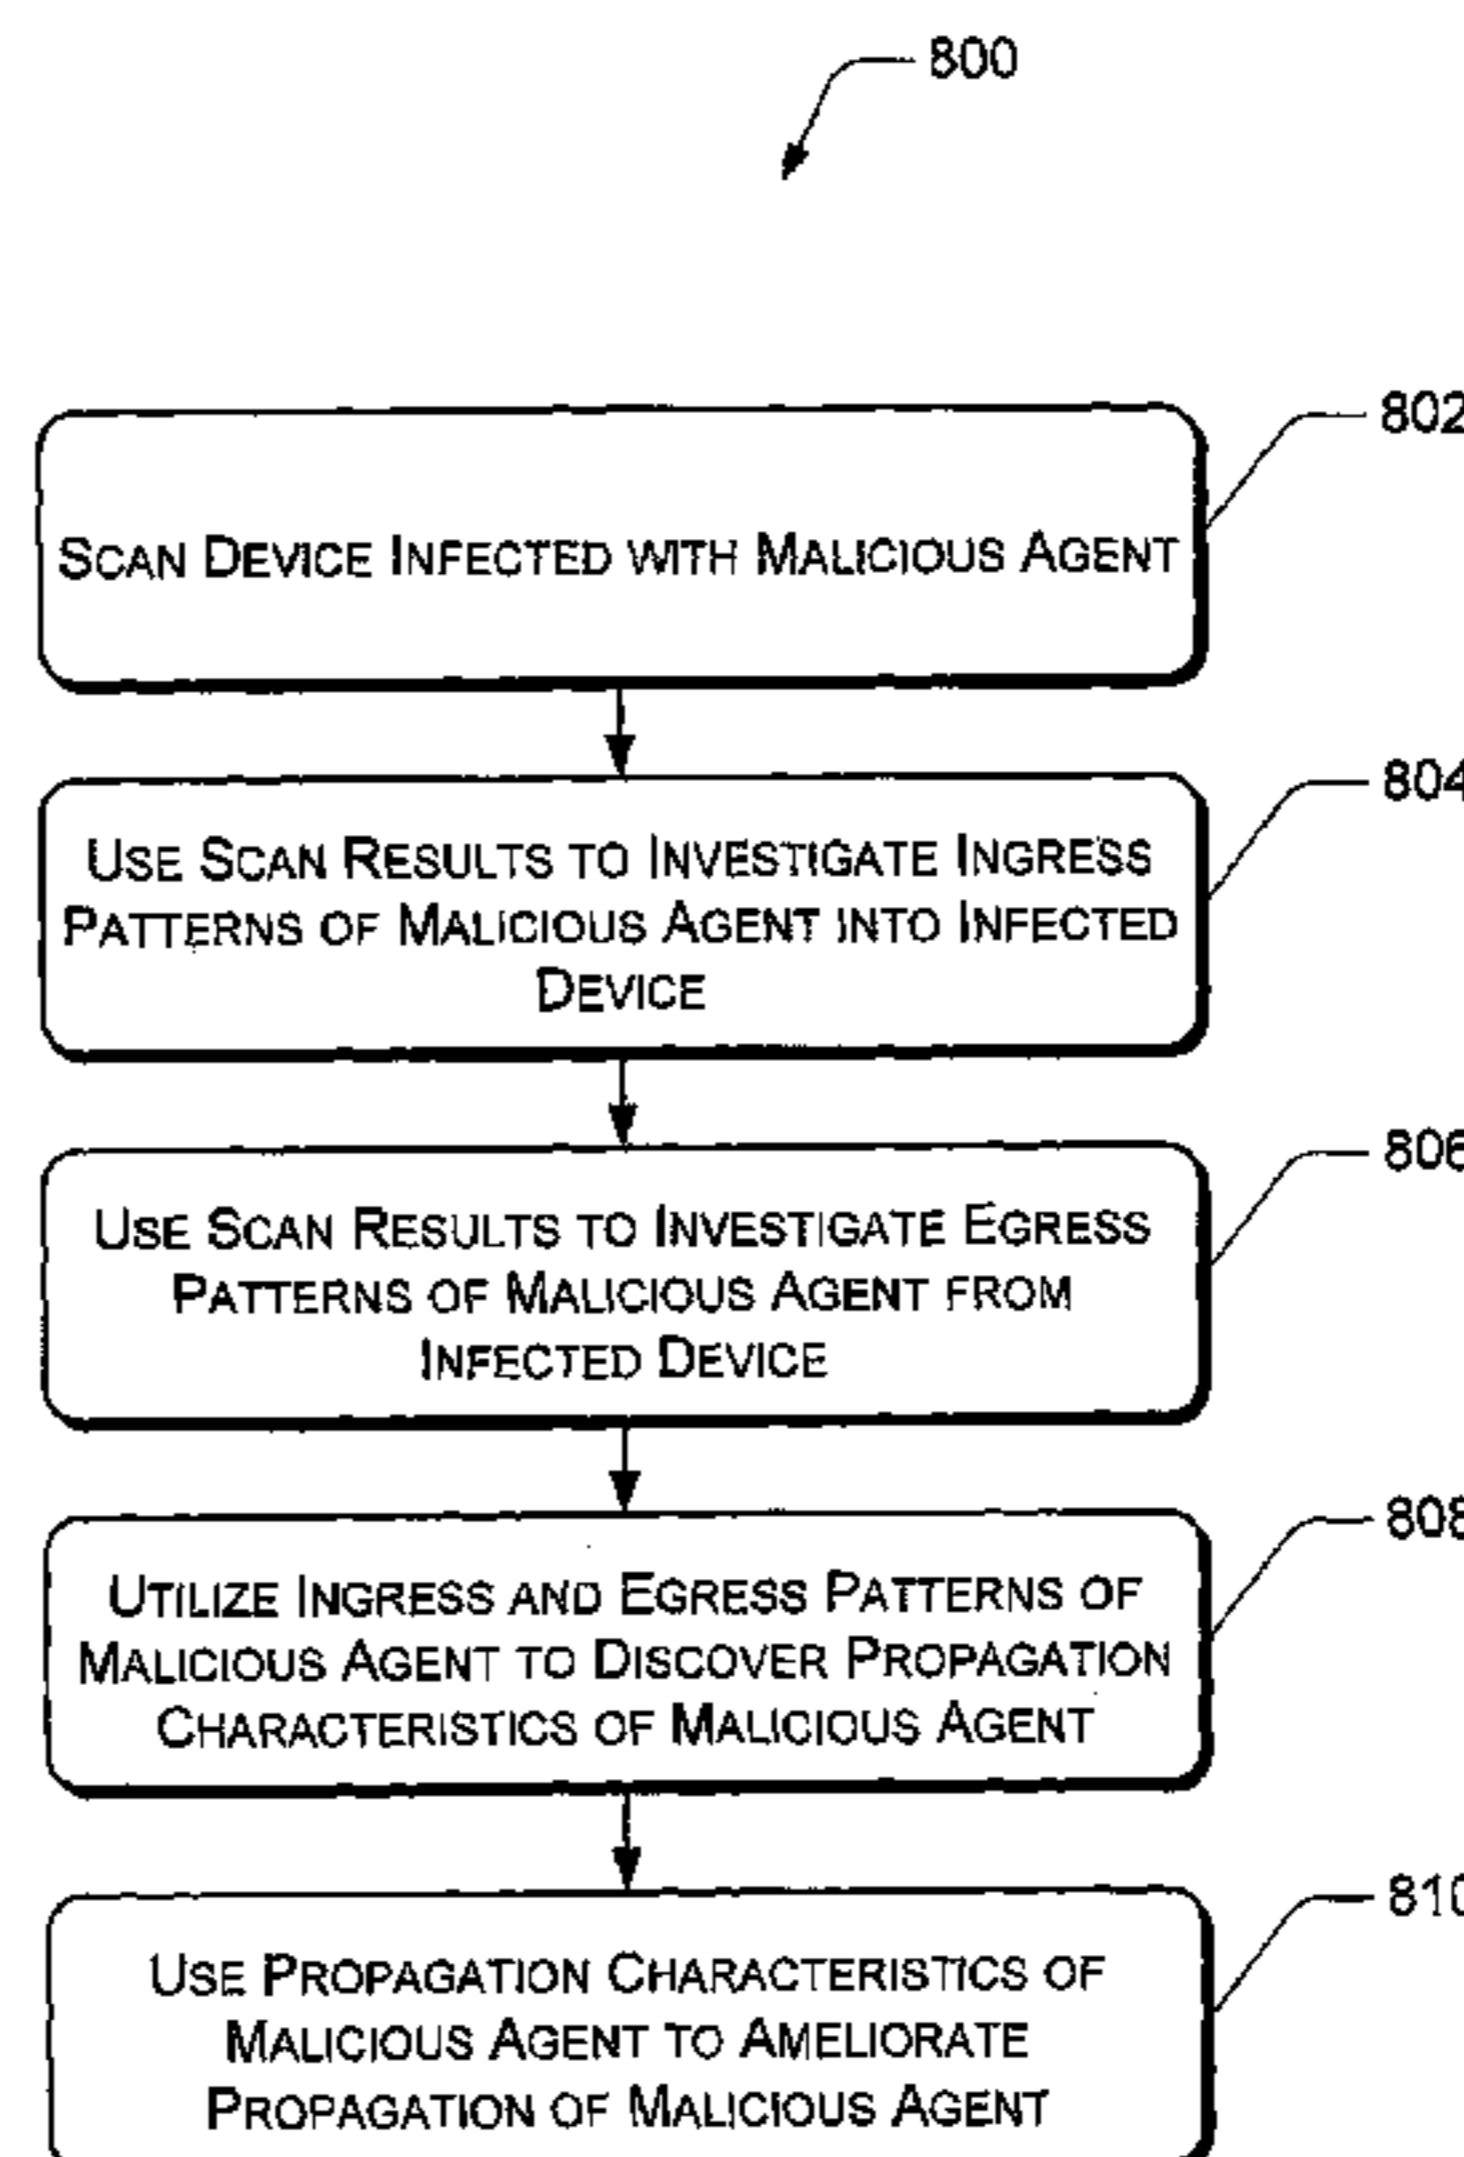 800
802
SCAN DEVICE INFECTED WITH MALICIOUS AGENT
804
USE SCAN RESULTS TO INVESTIGATE INGRESS
PATTERNS OF MALICIOUS AGENT INTO INFECTED
DEVICE
806
USE SCAN RESULTS TO INVESTIGATE EGRESS
PATTERNS OF MALICIOUS AGENT FROM
INFECTED DEVICE
808
UTILIZE INGRESS AND EGRESS PATTERNS OF
MALICIOUS AGENT TO DISCOVER PROPAGATION
CHARACTERISTICS OF MALICIOUS AGENT
810
USE PROPAGATION CHARACTERISTICS OF
MALICIOUS AGENT TO AMELIORATE
PROPAGATION OF MALICIOUS AGENT